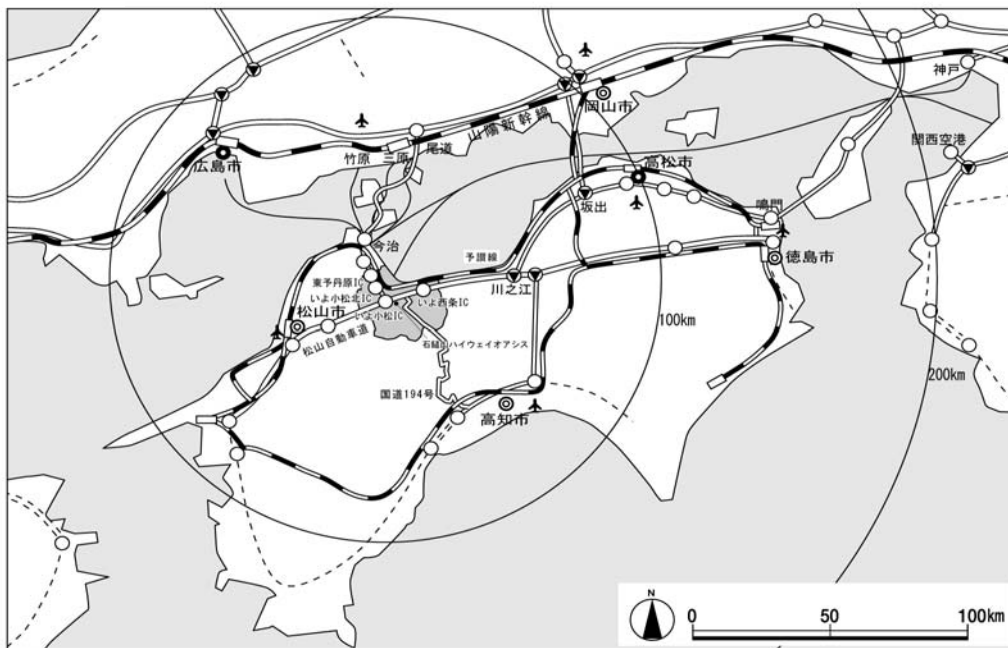 神戸
岡山市
山陽新幹線
関西空港
広島市
竹原
三原
尾道
高松市
坂出
鳴門
今治
予讃線
徳島市
東予丹原IC
川之江
いよ小松北IC
いよ西条IC
いよ小松IC
松山市
100km
松山自動車道
石鎚山ハイウェイオアシス
200km
国道194号
高知市
N
0
50
100km